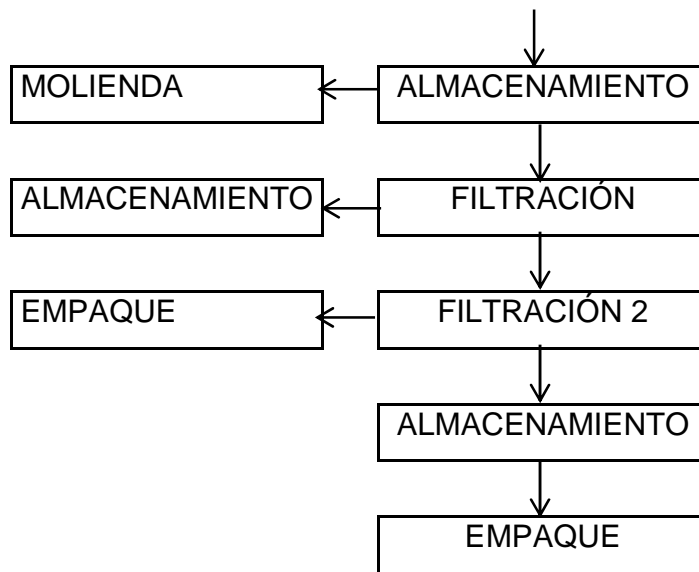 MOLIENDA
ALMACENAMIENTO
ALMACENAMIENTO
FILTRACIÓN
EMPAQUE
FILTRACIÓN 2
ALMACENAMIENTO
EMPAQUE